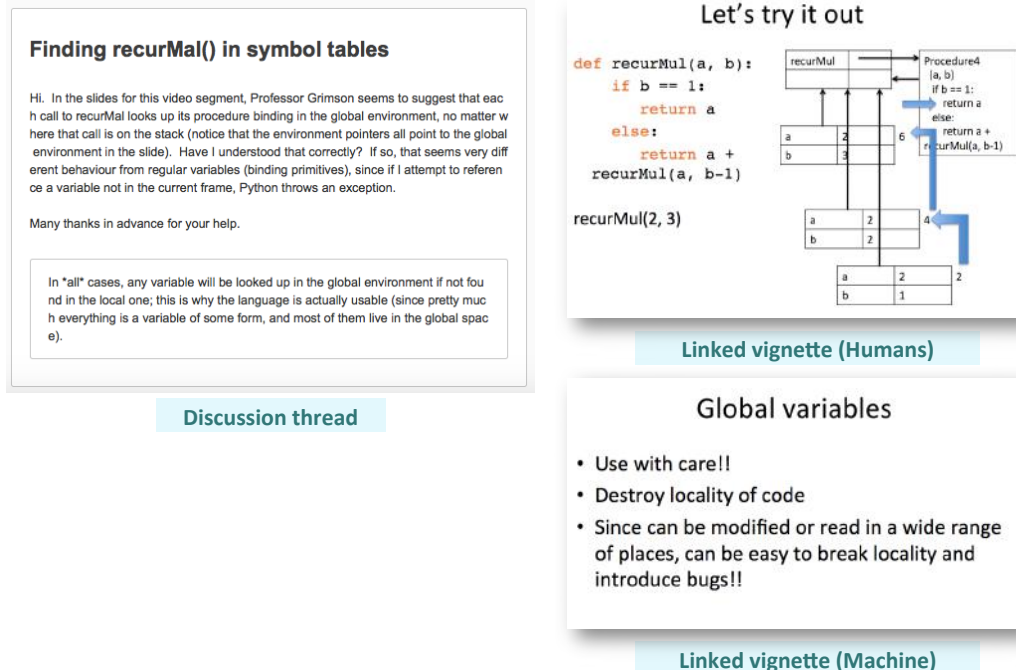 Finding recurMal() in symbol tables
Hi. In the slides for this video segment, Professor Grimson seems to suggest that eac
h call to recurMal looks up its procedure binding in the global environment, no matter w
here that call is on the stack (notice that the environment pointers all point to the global
environment in the slide). Have I understood that correctly? If so, that seems very diff
erent behaviour from regular variables (binding primitives), since if I attempt to referen
ce a variable not in the current frame, Python throws an exception.
Many thanks in advance for your help.
In *all* cases, any variable will be looked up in the global environment if not fou
nd in the local one; this is why the language is actually usable (since pretty muc
h everything is a variable of some form, and most of them live in the global spac
e).
Discussion thread
Let's try it out
def recurMul(a, b):
if b == 1:
return a
else:
return a +
recurMul(a, b-1)
recurMul(2, 3)
recurMul
Procedure4
(a, b)
if b == 1:
return a
else:
return a +
recurMul(a, b-1)
a 2 6
b 3
a 2 4
b 2
a 2 2
b 1
Linked vignette (Humans)
Global variables
• Use with care!!
• Destroy locality of code
• Since can be modified or read in a wide range
of places, can be easy to break locality and
introduce bugs!!
Linked vignette (Machine)